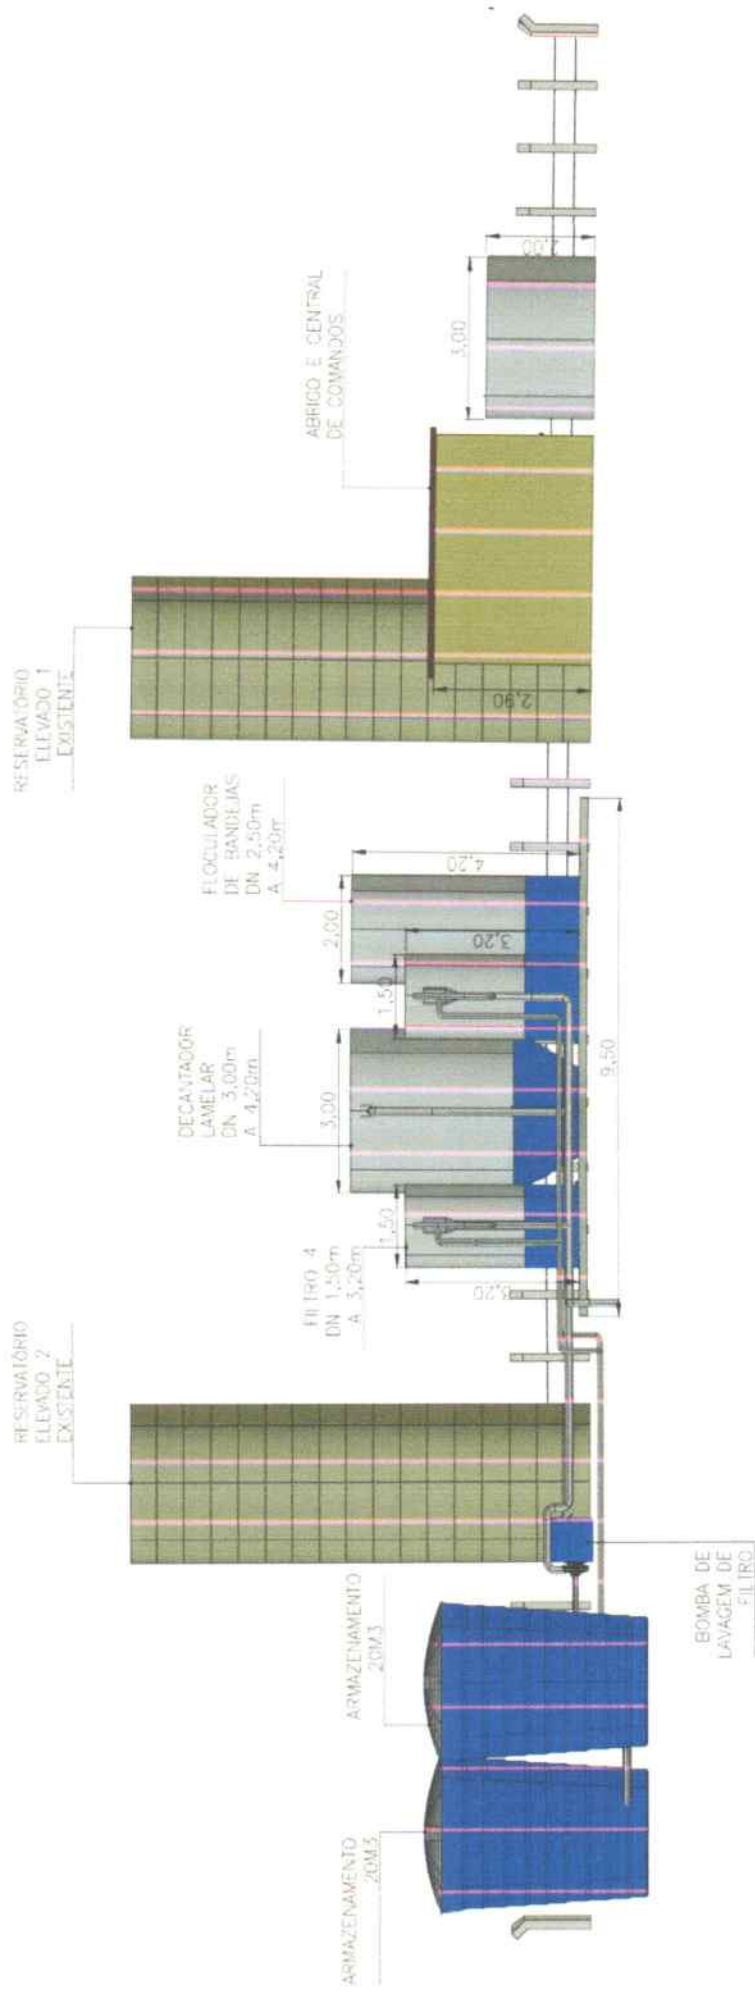 ARMAZENAMENTO
20M3
ARMAZENAMENTO
20M3
BOMBA DE
LAVAGEM DE
FILTRO
RESERVATÓRIO
ELEVADO 2
EXISTENTE
FILTRO 4
DN 1,50m
A 3,20m
3,20
1,50
DECANTADOR
LAMELAR
DN 3,00m
A 4,20m
3,00
FLOCULADOR
DE BANDEJAS
DN 2,50m
A 4,20m
2,00
4,20
1,50
3,20
9,50
RESERVATÓRIO
ELEVADO 1
EXISTENTE
2,90
ABRIGO E CENTRAL
DE COMANDOS
3,00
2,00